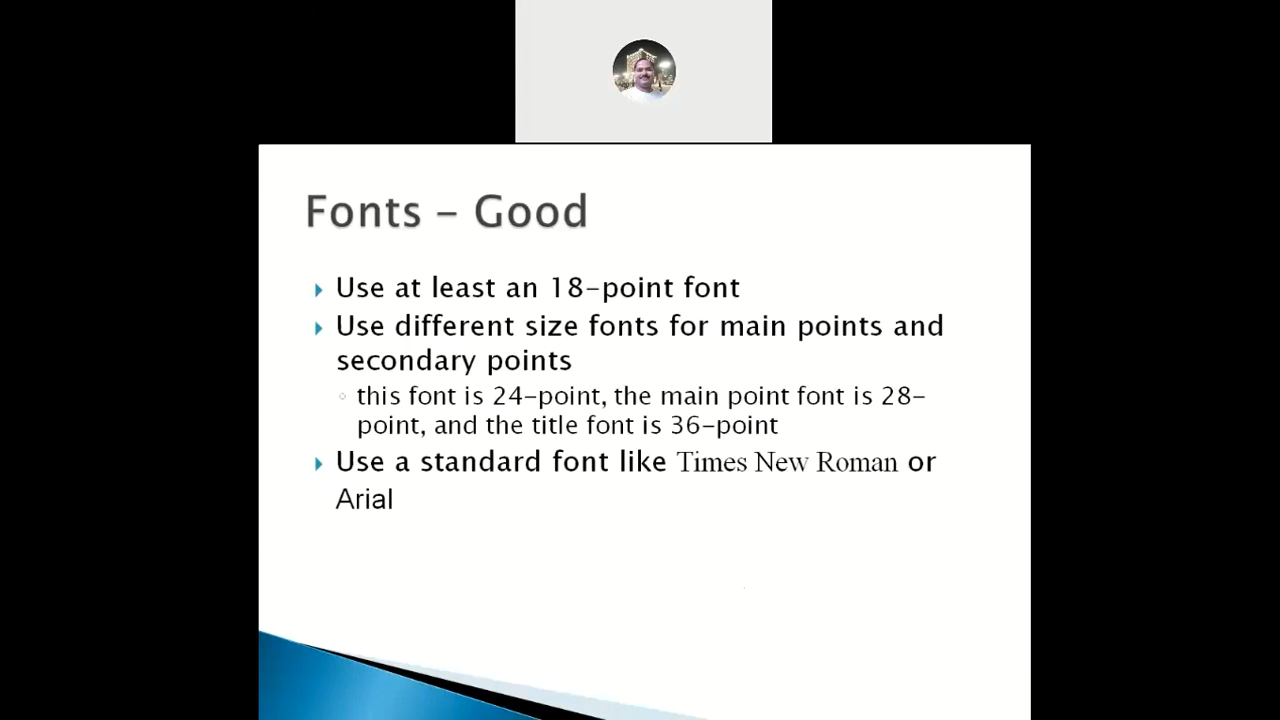 Fonts – Good
Use at least an 18-point font
Use different size fonts for main points and
secondary points
this font is 24-point, the main point font is 28-
point, and the title font is 36-point
Use a standard font like Times New Roman or
Arial